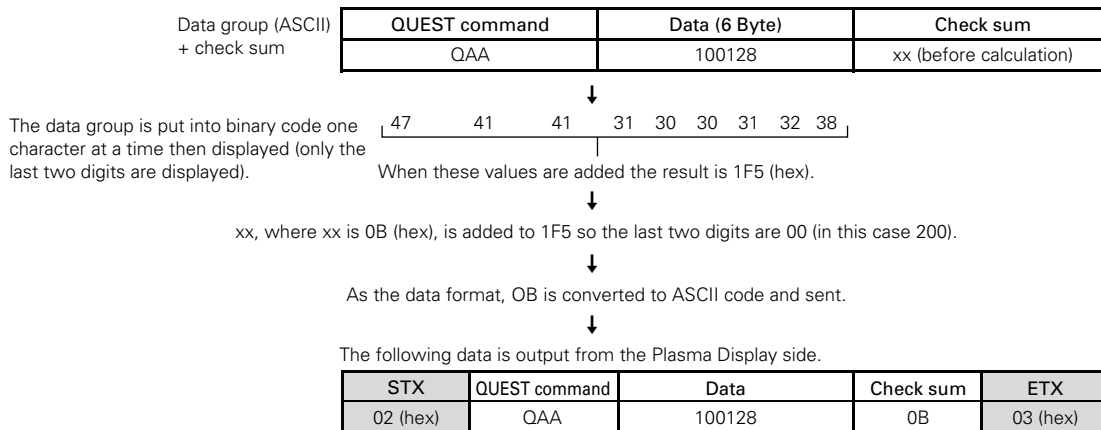 Data group (ASCII)
+ check sum
QUEST command Data (6 Byte) Check sum
QAA 100128 xx (before calculation)
The data group is put into binary code one
character at a time then displayed (only the
last two digits are displayed).
47 41 41 31 30 30 31 32 38
When these values are added the result is 1F5 (hex).
xx, where xx is 0B (hex), is added to 1F5 so the last two digits are 00 (in this case 200).
As the data format, OB is converted to ASCII code and sent.
The following data is output from the Plasma Display side.
STX QUEST command Data Check sum ETX
02 (hex) QAA 100128 0B 03 (hex)